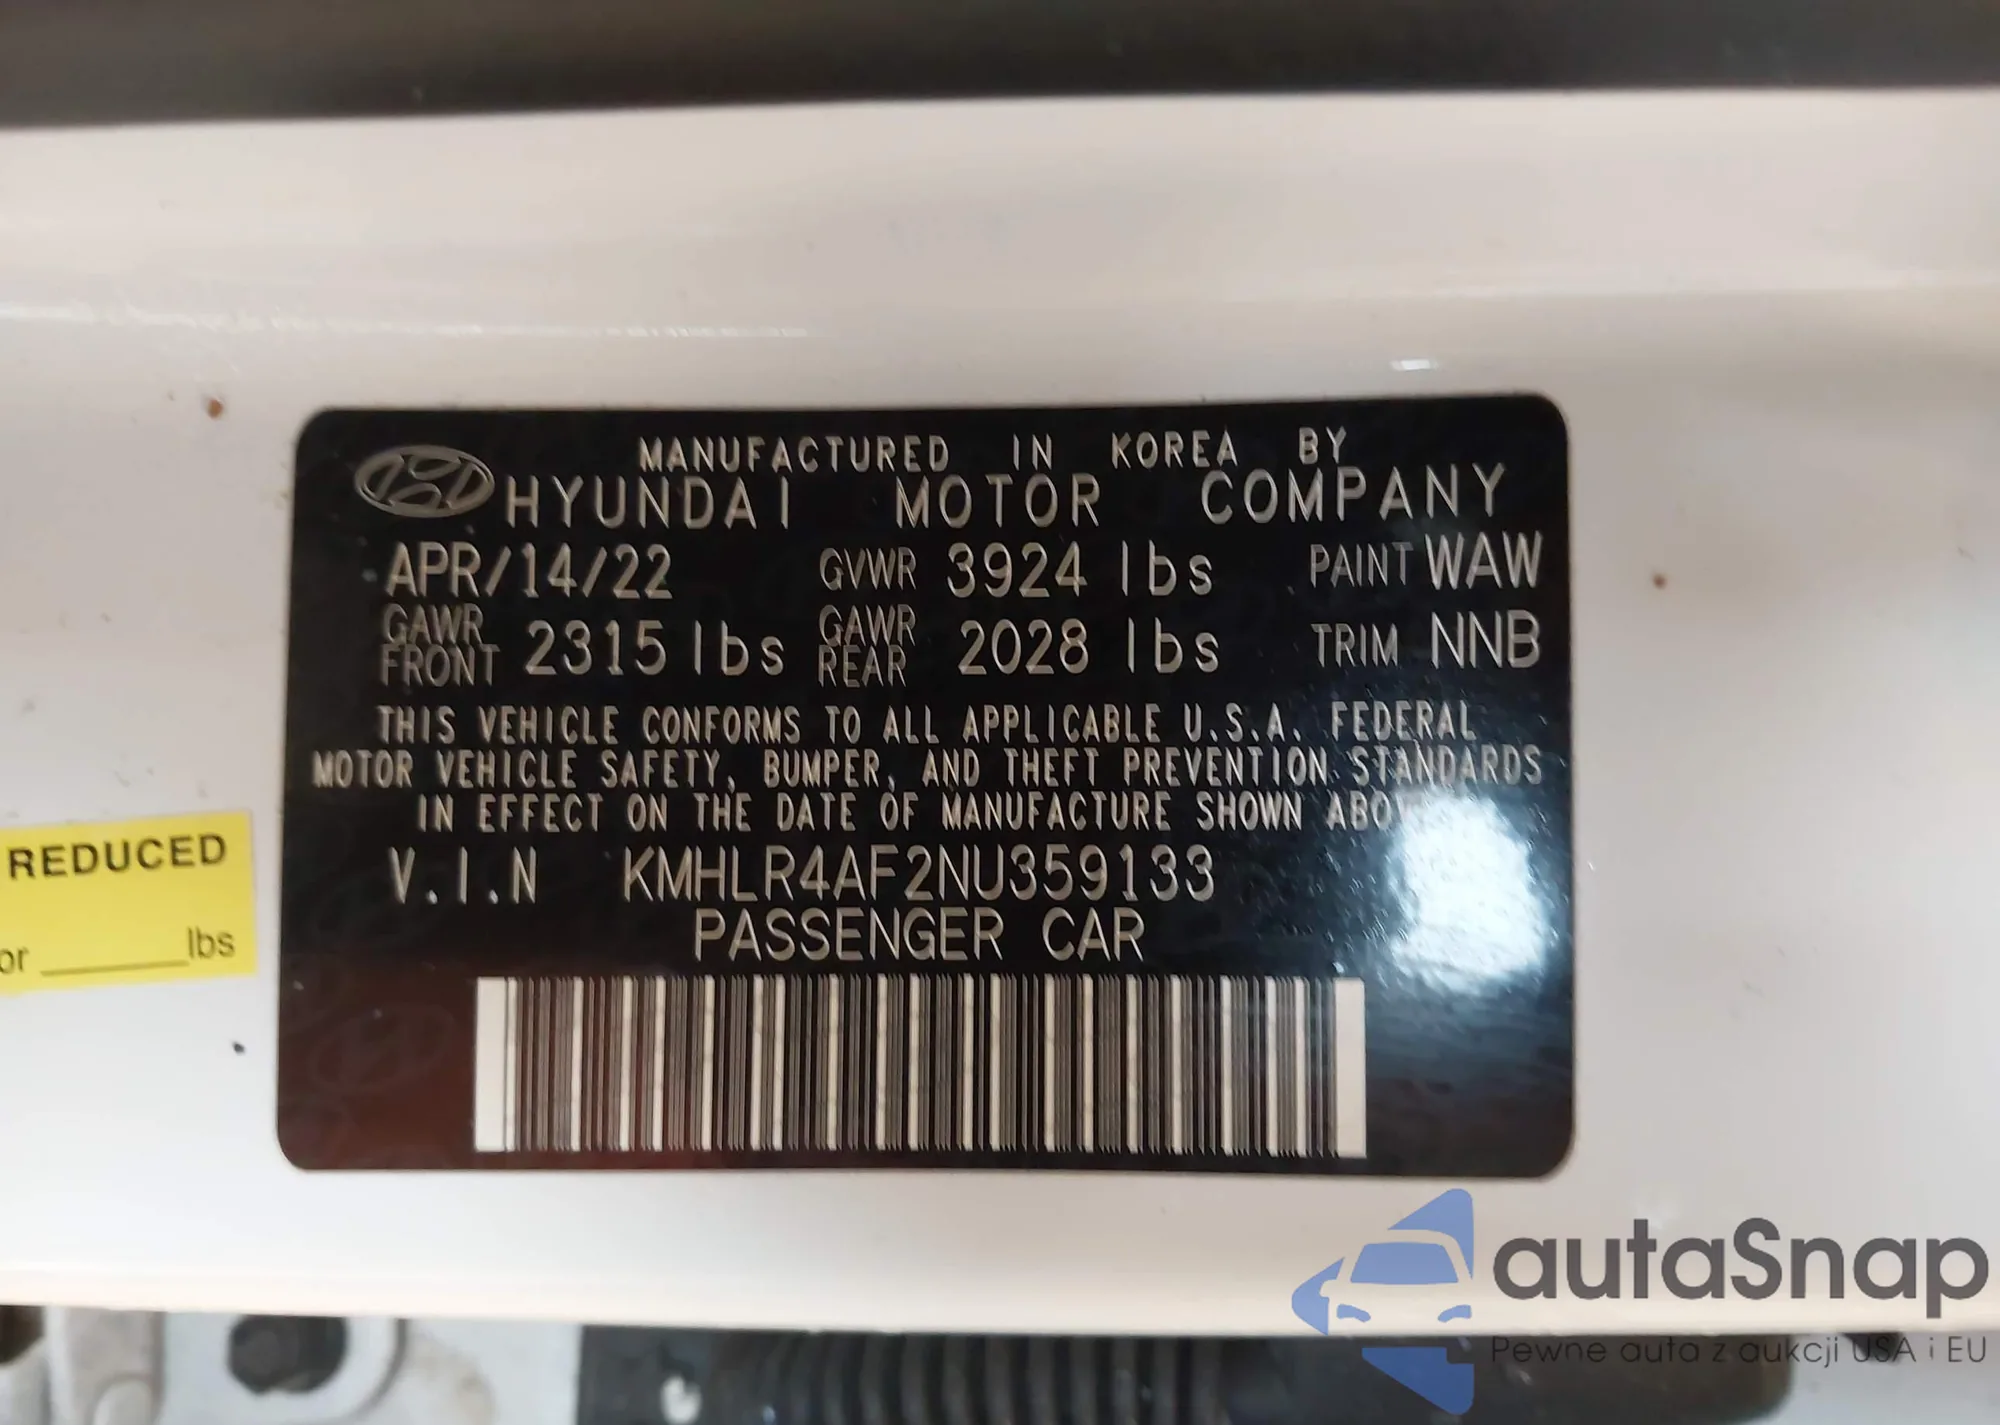 MANUFACTURED IN KOREA BY
HYUNDAI MOTOR COMPANY
APR/14/22 GVWR 3924 lbs PAINT WAW
GAWR FRONT 2315 lbs GAWR REAR 2028 lbs TRIM NNB
THIS VEHICLE CONFORMS TO ALL APPLICABLE U.S.A. FEDERAL
MOTOR VEHICLE SAFETY, BUMPER, AND THEFT PREVENTION STANDARDS
IN EFFECT ON THE DATE OF MANUFACTURE SHOWN
V.I.N KMHLR4AF2NU359133
PASSENGER CAR
REDUCED
or ______lbs
autaSnap
Pewne auta z aukcji USA i EU